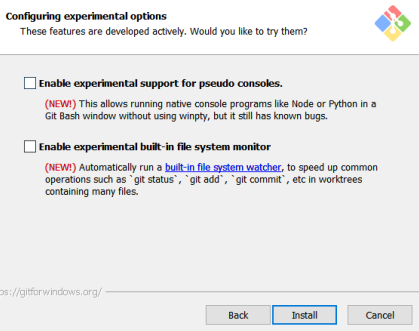 Configuring experimental options
These features are developed actively. Would you like to try them?
Enable experimental support for pseudo consoles.
(NEW!) This allows running native console programs like Node or Python in a
Git Bash window without using winpty, but it still has known bugs.
Enable experimental built-in file system monitor
(NEW!) Automatically run a built-in file system watcher, to speed up common
operations such as `git status`, `git add`, `git commit`, etc in worktrees
containing many files.
ps://gitforwindows.org/
Back Install Cancel